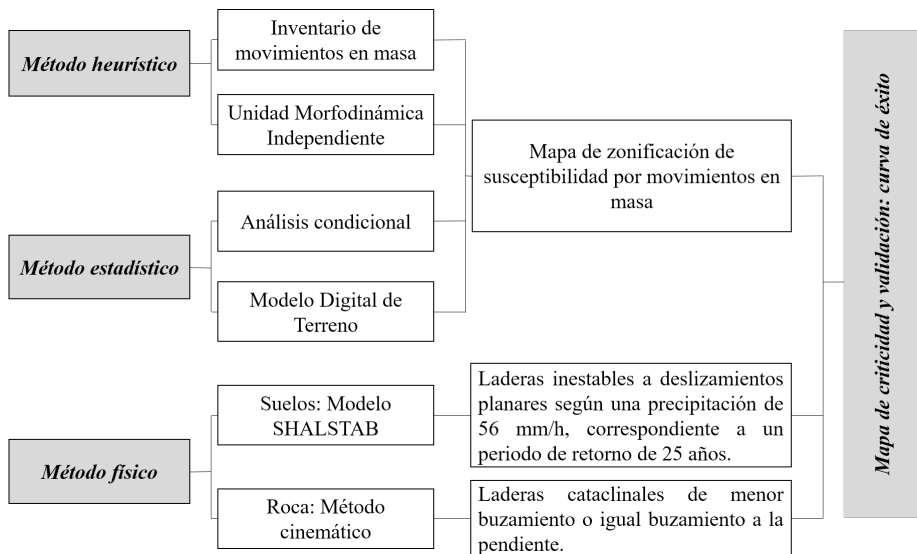 Método heurístico
Inventario de
movimientos en masa
Unidad Morfodinámica
Independiente
Método estadístico
Análisis condicional
Modelo Digital de
Terreno
Mapa de zonificación de
susceptibilidad por movimientos en
masa
Método físico
Suelos: Modelo
SHALSTAB
Laderas inestables a deslizamientos
planares según una precipitación de
56 mm/h, correspondiente a un
periodo de retorno de 25 años.
Roca: Método
cinemático
Laderas cataclinales de menor
buzamiento o igual buzamiento a la
pendiente.
Mapa de criticidad y validación: curva de éxito